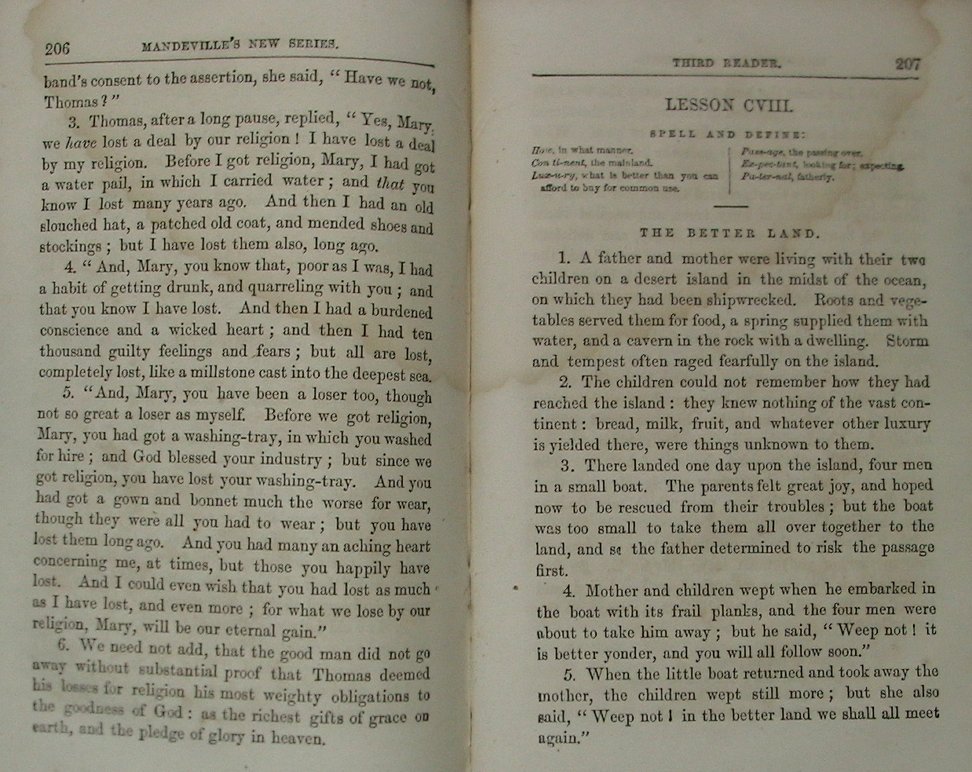 206 MANDEVILLE'S NEW SERIES.
band's consent to the assertion, she said, "Have we not,
Thomas?"
3. Thomas, after a long pause, replied, "Yes, Mary,
we have lost a deal by our religion! I have lost a deal
by my religion. Before I got religion, Mary, I had got
a water pail, in which I carried water; and that you
know I lost many years ago. And then I had an old
slouched hat, a patched old coat, and mended shoes and
stockings; but I have lost them also, long ago.
4. "And, Mary, you know that, poor as I was, I had
a habit of getting drunk, and quarreling with you; and
that you know I have lost. And then I had a burdened
conscience and a wicked heart; and then I had ten
thousand guilty feelings and fears; but all are lost,
completely lost, like a millstone cast into the deepest sea.
5. "And, Mary, you have been a loser too, though
not so great a loser as myself. Before we got religion,
Mary, you had got a washing-tray, in which you washed
for hire; and God blessed your industry; but since we
got religion, you have lost your washing-tray. And you
had got a gown and bonnet much the worse for wear,
though they were all you had to wear; but you have
lost them long ago. And you had many an aching heart
concerning me, at times, but those you happily have
lost. And I could even wish that you had lost as much
as I have lost, and even more; for what we lose by our
religion, Mary, will be our eternal gain."
6. We need not add, that the good man did not go
away without substantial proof that Thomas deemed
his losses for religion his most weighty obligations to
the goodness of God: as the richest gifts of grace on
earth, and the pledge of glory in heaven.
THIRD READER. 207
LESSON CVIII.
SPELL AND DEFINE:
How, in what manner.
Con ti-nent, the mainland.
Lux-u-ry, what is better than you can
afford to buy for common use.
Pass-age, the passing over.
Ex-pec-tant, looking for; expecting.
Pa-ter-nal, fatherly.
THE BETTER LAND.
1. A father and mother were living with their two
children on a desert island in the midst of the ocean,
on which they had been shipwrecked. Roots and vege-
tables served them for food, a spring supplied them with
water, and a cavern in the rock with a dwelling. Storm
and tempest often raged fearfully on the island.
2. The children could not remember how they had
reached the island: they knew nothing of the vast con-
tinent: bread, milk, fruit, and whatever other luxury
is yielded there, were things unknown to them.
3. There landed one day upon the island, four men
in a small boat. The parents felt great joy, and hoped
now to be rescued from their troubles; but the boat
was too small to take them all over together to the
land, and so the father determined to risk the passage
first.
4. Mother and children wept when he embarked in
the boat with its frail planks, and the four men were
about to take him away; but he said, "Weep not! it
is better yonder, and you will all follow soon."
5. When the little boat returned and took away the
mother, the children wept still more; but she also
said, "Weep not! in the better land we shall all meet
again."